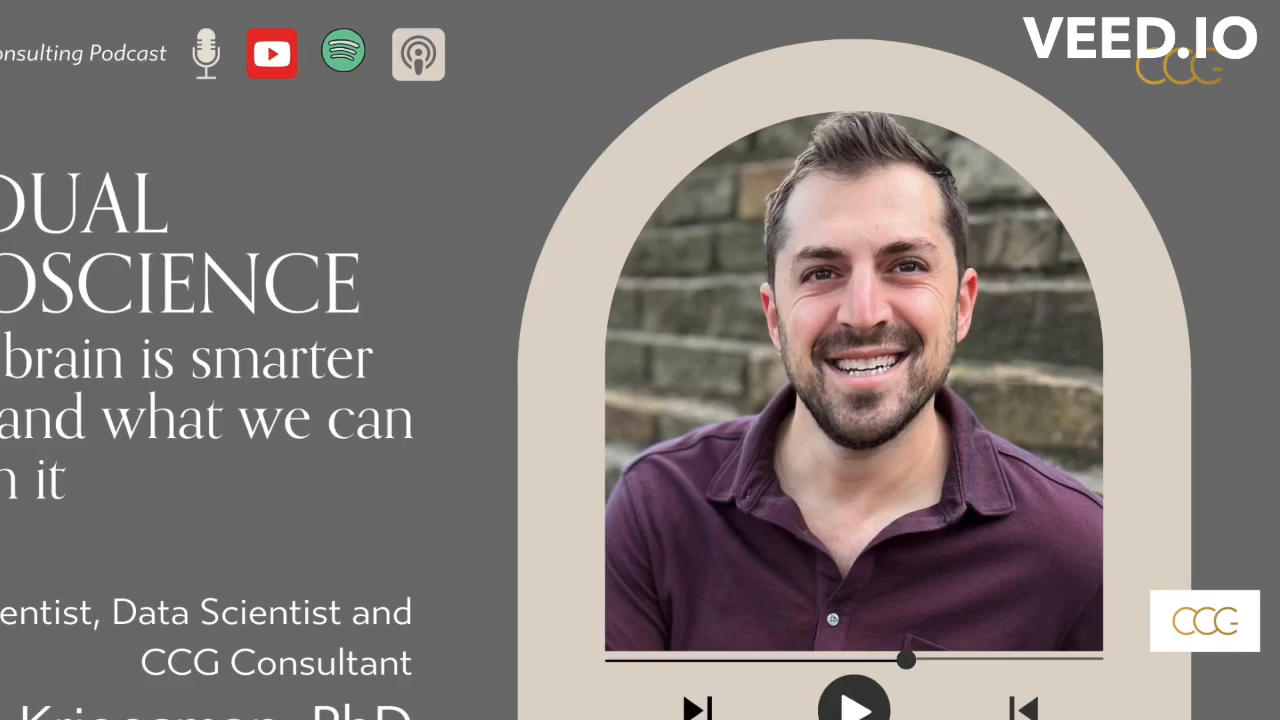 onsulting Podcast
VEED.IO
CCG
DUAL
OSCIENCE
brain is smarter
and what we can
n it
entist, Data Scientist and
CCG Consultant
CCG